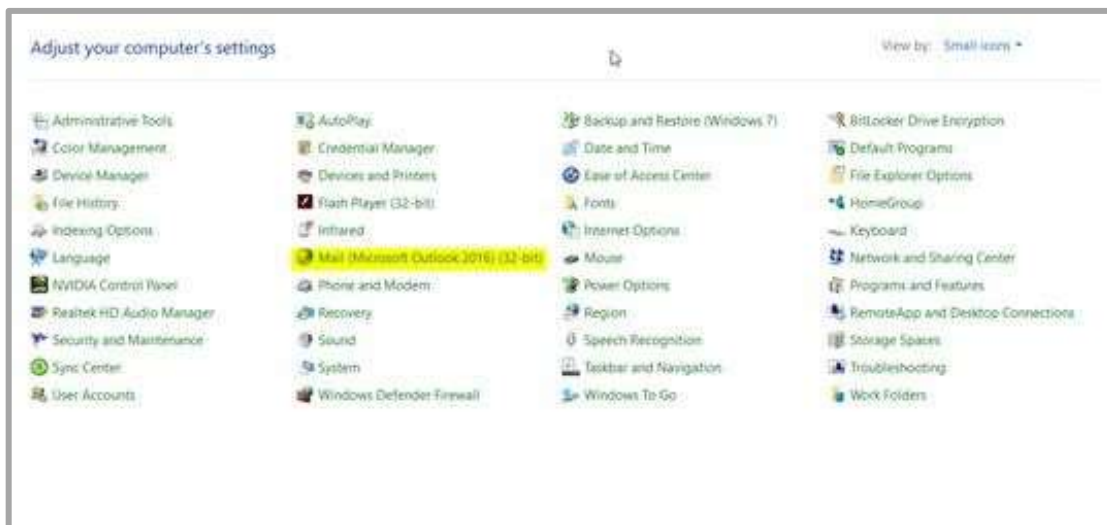 Adjust your computer's settings
View by: Small icons
Administrative Tools
AutoPlay
Backup and Restore (Windows 7)
BitLocker Drive Encryption
Color Management
Credential Manager
Date and Time
Default Programs
Device Manager
Devices and Printers
Ease of Access Center
File Explorer Options
File History
Flash Player (32-bit)
Fonts
HomeGroup
Indexing Options
Infrared
Internet Options
Keyboard
Language
Mail (Microsoft Outlook 2016) (32-bit)
Mouse
Network and Sharing Center
NVIDIA Control Panel
Phone and Modem
Power Options
Programs and Features
Realtek HD Audio Manager
Recovery
Region
RemoteApp and Desktop Connections
Security and Maintenance
Sound
Speech Recognition
Storage Spaces
Sync Center
System
Taskbar and Navigation
Troubleshooting
User Accounts
Windows Defender Firewall
Windows To Go
Work Folders